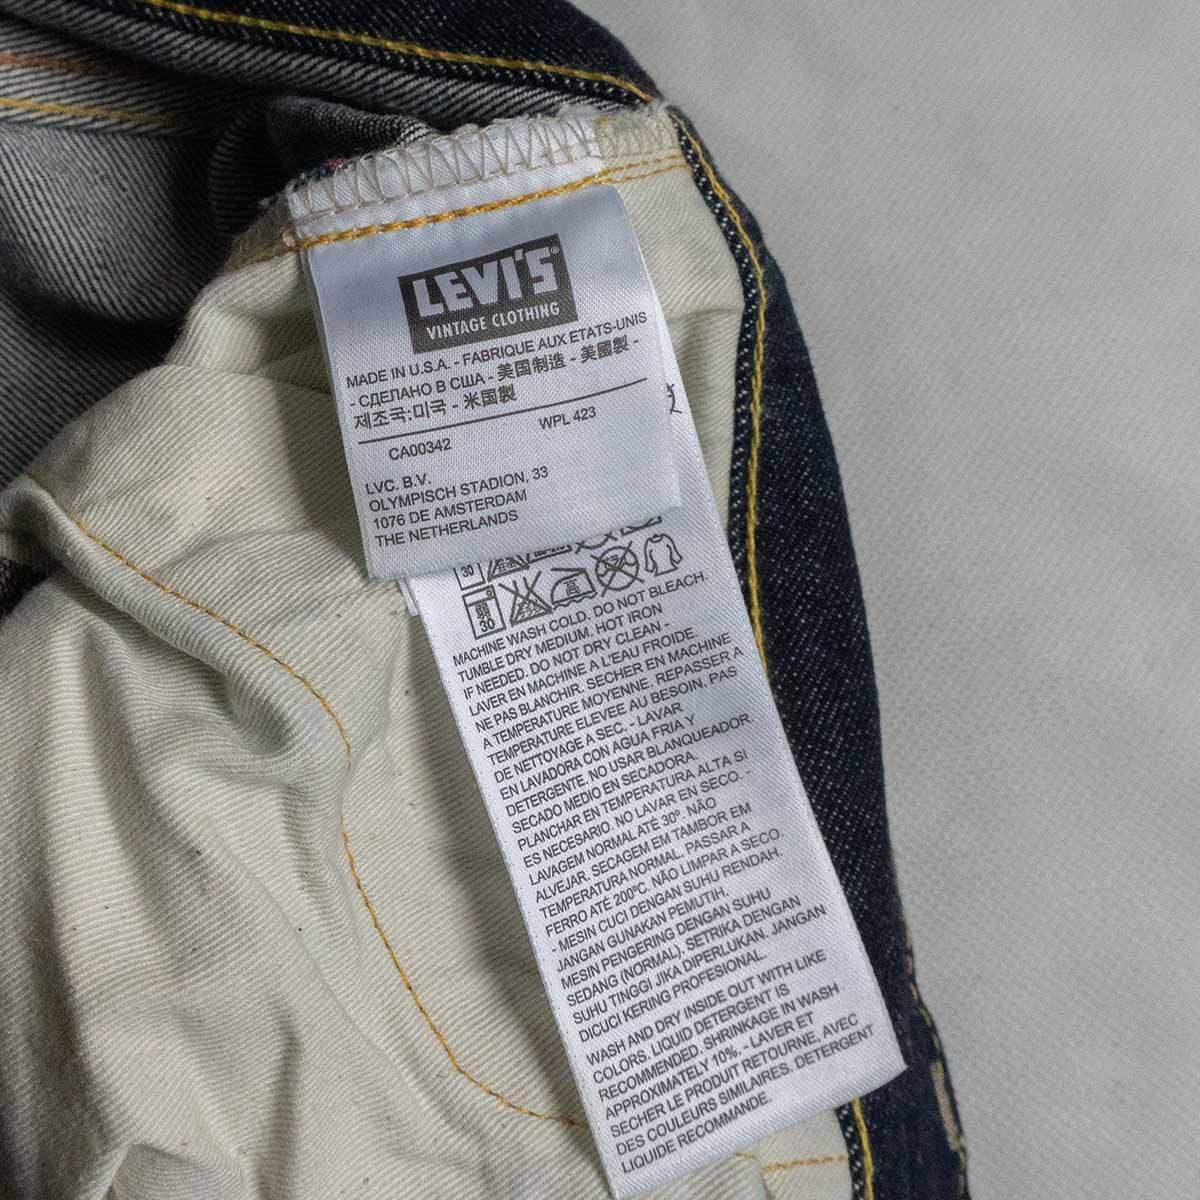 LEVI'S®
VINTAGE CLOTHING
MADE IN U.S.A. - FABRIQUE AUX ETATS-UNIS
- СДЕЛАНО В США - 美国制造 - 美國製 -
제조국:미국 - 米国製
CA00342 WPL 423
LVC. B.V.
OLYMPISCH STADION, 33
1076 DE AMSTERDAM
THE NETHERLANDS
30
弱 30 高
MACHINE WASH COLD. DO NOT BLEACH.
TUMBLE DRY MEDIUM. HOT IRON
IF NEEDED. DO NOT DRY CLEAN -
LAVER EN MACHINE A L'EAU FROIDE.
NE PAS BLANCHIR. SECHER EN MACHINE
A TEMPERATURE MOYENNE. REPASSER A
TEMPERATURE ELEVEE AU BESOIN. PAS
DE NETTOYAGE A SEC. - LAVAR
EN LAVADORA CON AGUA FRIA Y
DETERGENTE. NO USAR BLANQUEADOR.
SECADO MEDIO EN SECADORA.
PLANCHAR EN TEMPERATURA ALTA SI
ES NECESARIO. NO LAVAR EN SECO. -
LAVAGEM NORMAL ATÉ 30º. NÃO
ALVEJAR. SECAGEM EM TAMBOR EM
TEMPERATURA NORMAL. PASSAR A
FERRO ATÉ 200ºC. NÃO LIMPAR A SECO.
- MESIN CUCI DENGAN SUHU RENDAH.
JANGAN GUNAKAN PEMUTIH.
MESIN PENGERING DENGAN SUHU
SEDANG (NORMAL). SETRIKA DENGAN
SUHU TINGGI JIKA DIPERLUKAN. JANGAN
DICUCI KERING PROFESIONAL.
WASH AND DRY INSIDE OUT WITH LIKE
COLORS. LIQUID DETERGENT IS
RECOMMENDED. SHRINKAGE IN WASH
APPROXIMATELY 10%. - LAVER ET
SECHER LE PRODUIT RETOURNE, AVEC
DES COULEURS SIMILAIRES. DETERGENT
LIQUIDE RECOMMANDE.